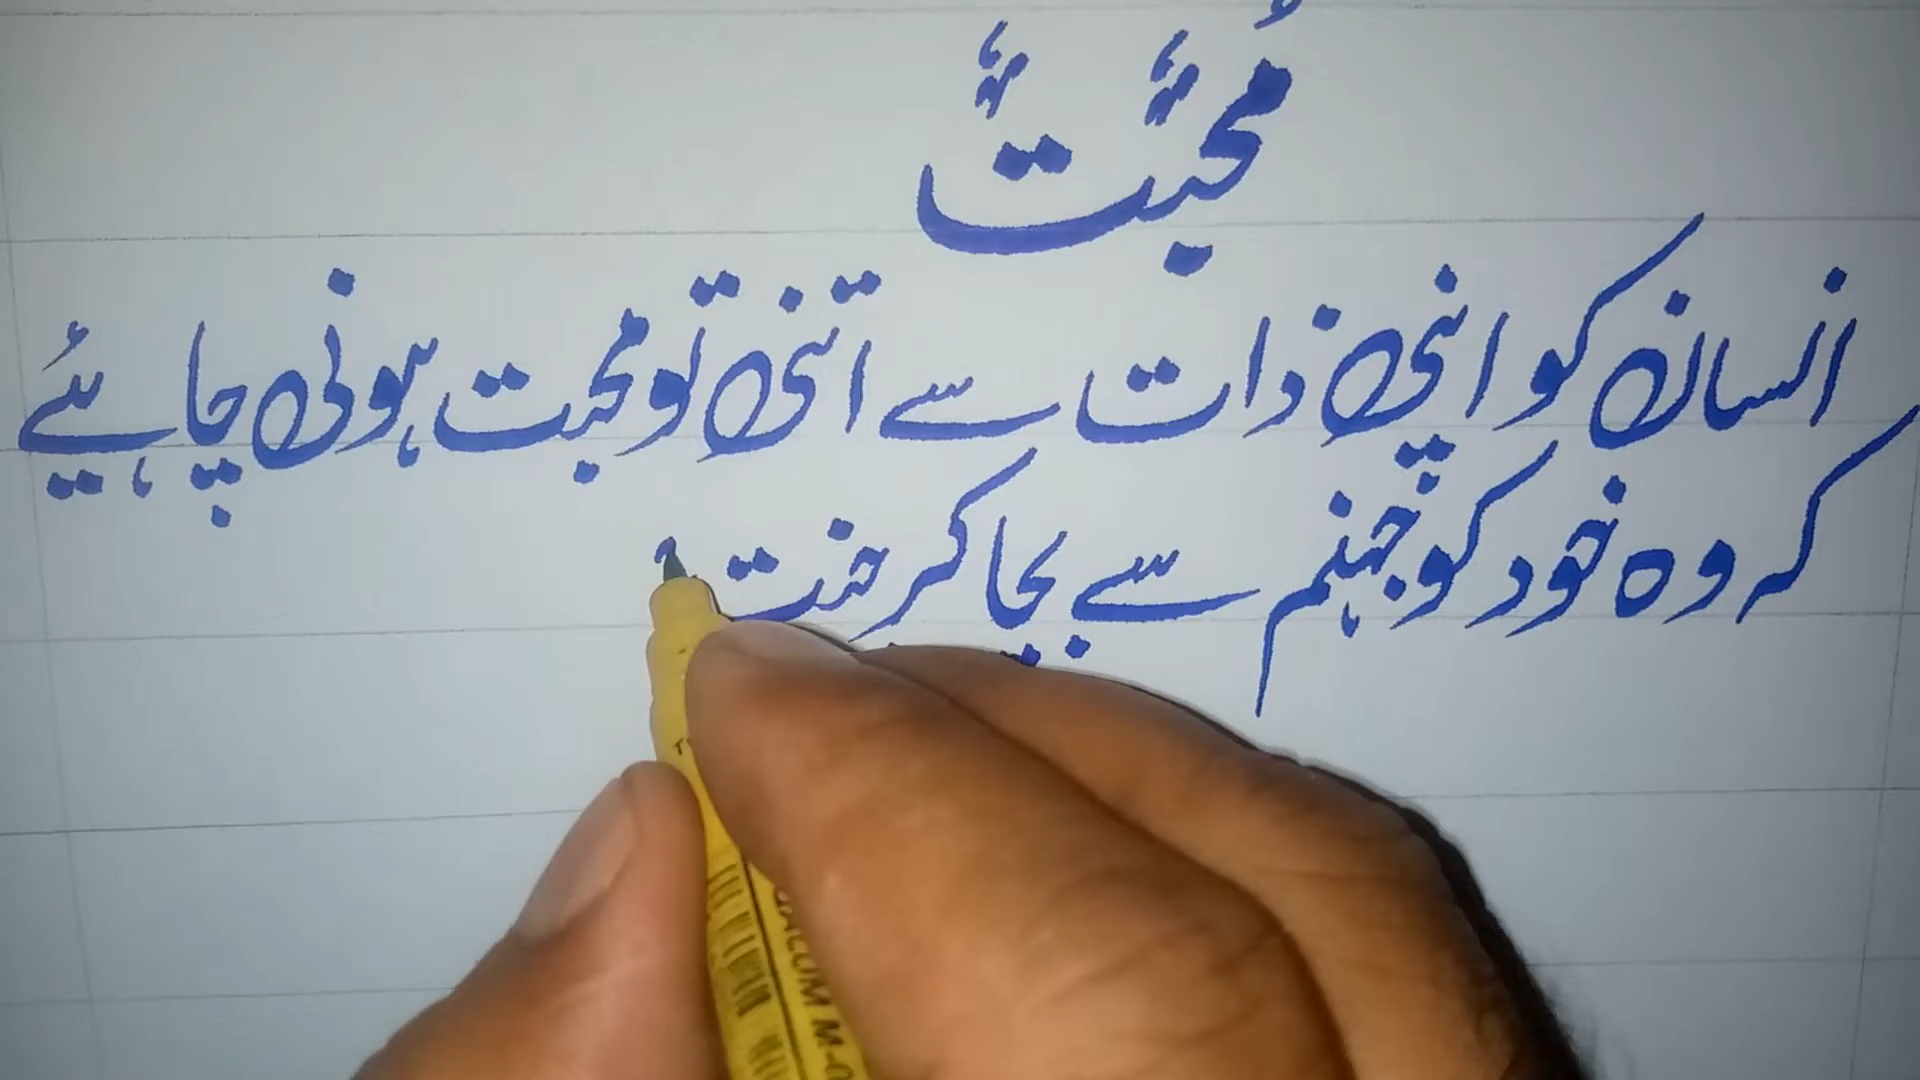 مُحبّتّ
انسان کو اپنی ذات سے اتنی تو محبت ہونی چاہیئے
کہ وہ خود کو جہنم سے بچا کر جنت